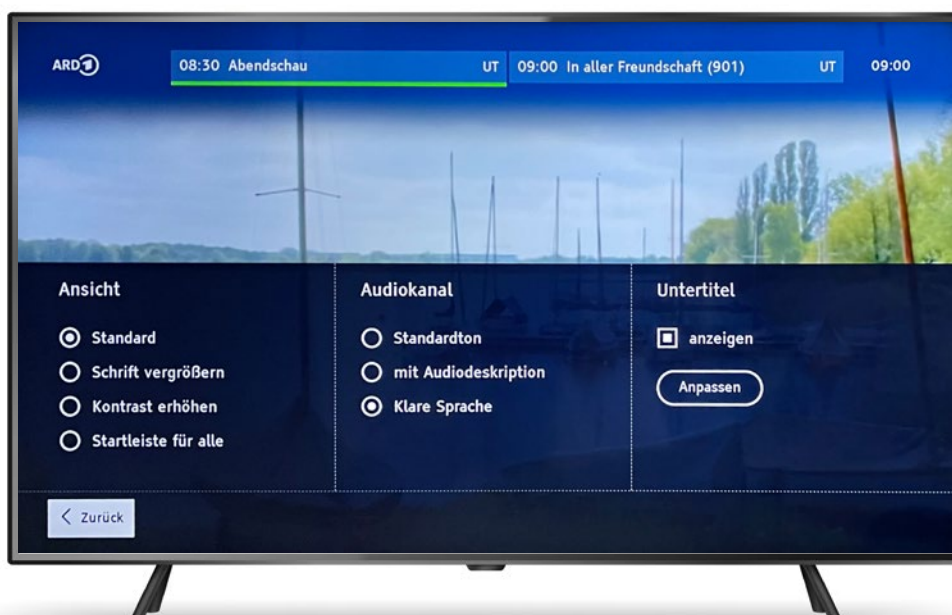 ARD 1
08:30 Abendschau UT
09:00 In aller Freundschaft (901) UT
09:00
Ansicht
Standard
Schrift vergrößern
Kontrast erhöhen
Startleiste für alle
Audiokanal
Standardton
mit Audiodeskription
Klare Sprache
Untertitel
anzeigen
Anpassen
< Zurück